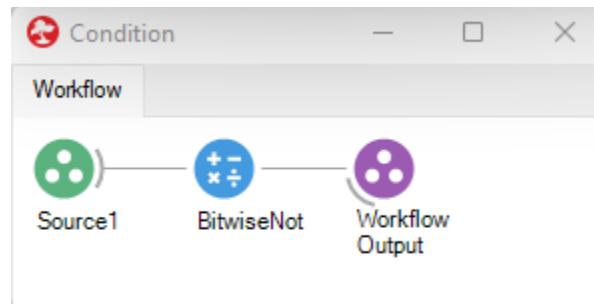 Condition
Workflow
Source1
BitwiseNot
Workflow
Output